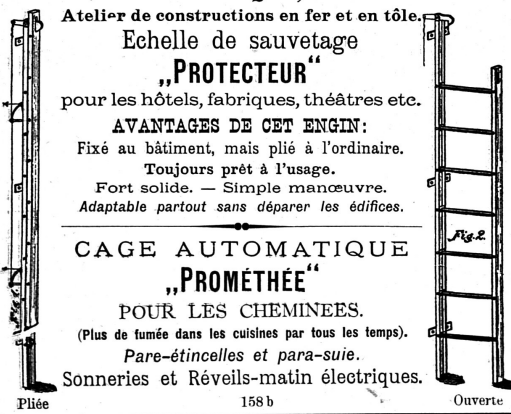 Atelier de constructions en fer et en tôle.
Echelle de sauvetage
„PROTECTEUR“
pour les hôtels, fabriques, théâtres etc.
AVANTAGES DE CET ENGIN:
Fixé au bâtiment, mais plié à l'ordinaire.
Toujours prêt à l'usage.
Fort solide. — Simple manœuvre.
Adaptable partout sans déparer les édifices.
Fig. 2.
CAGE AUTOMATIQUE
„PROMÉTHÉE“
POUR LES CHEMINEES.
(Plus de fumée dans les cuisines par tous les temps).
Pare-étincelles et para-suie.
Sonneries et Réveils-matin électriques.
Pliée
158 b
Ouverte